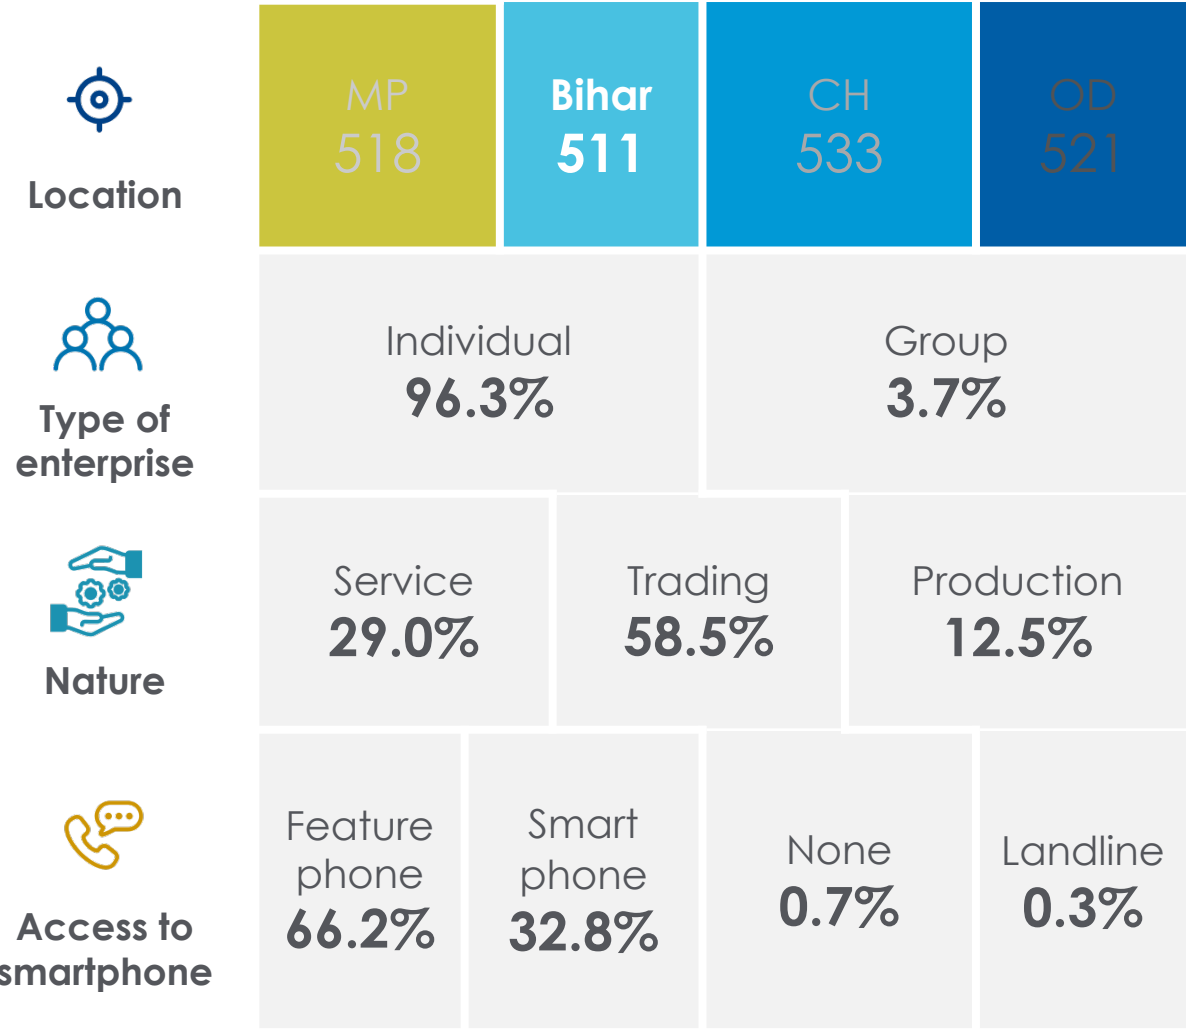 Location
MP
518
Bihar
511
CH
533
OD
521
Type of
enterprise
Individual
96.3%
Group
3.7%
Nature
Service
29.0%
Trading
58.5%
Production
12.5%
Access to
smartphone
Feature
phone
66.2%
Smart
phone
32.8%
None
0.7%
Landline
0.3%